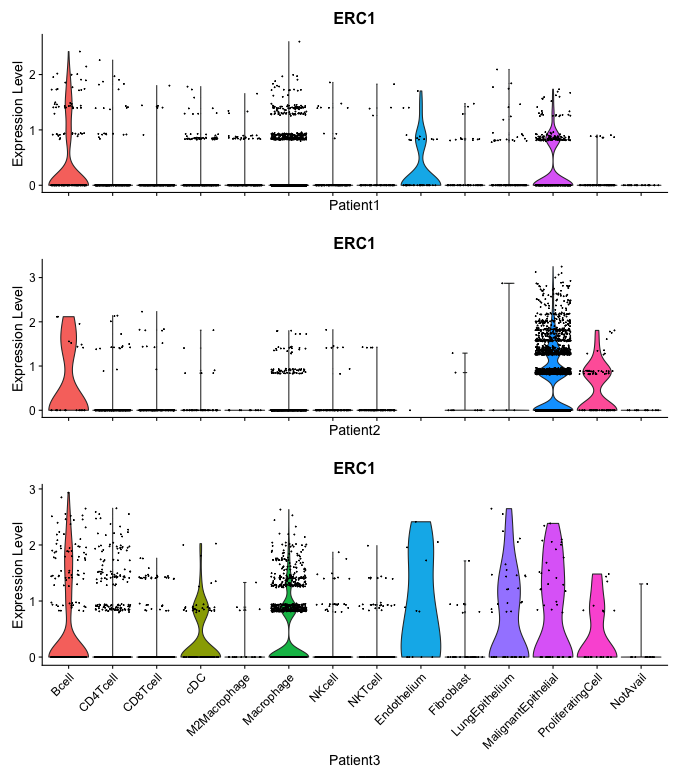 ERC1
Expression Level
2
1
0
Patient1
ERC1
Expression Level
3
2
1
0
Patient2
ERC1
Expression Level
3
2
1
0
Bcell
CD4Tcell
CD8Tcell
cDC
M2Macrophage
Macrophage
NKcell
NKTcell
Endothelium
Fibroblast
LungEpithelium
MalignantEpithelial
ProliferatingCell
NotAvail
Patient3